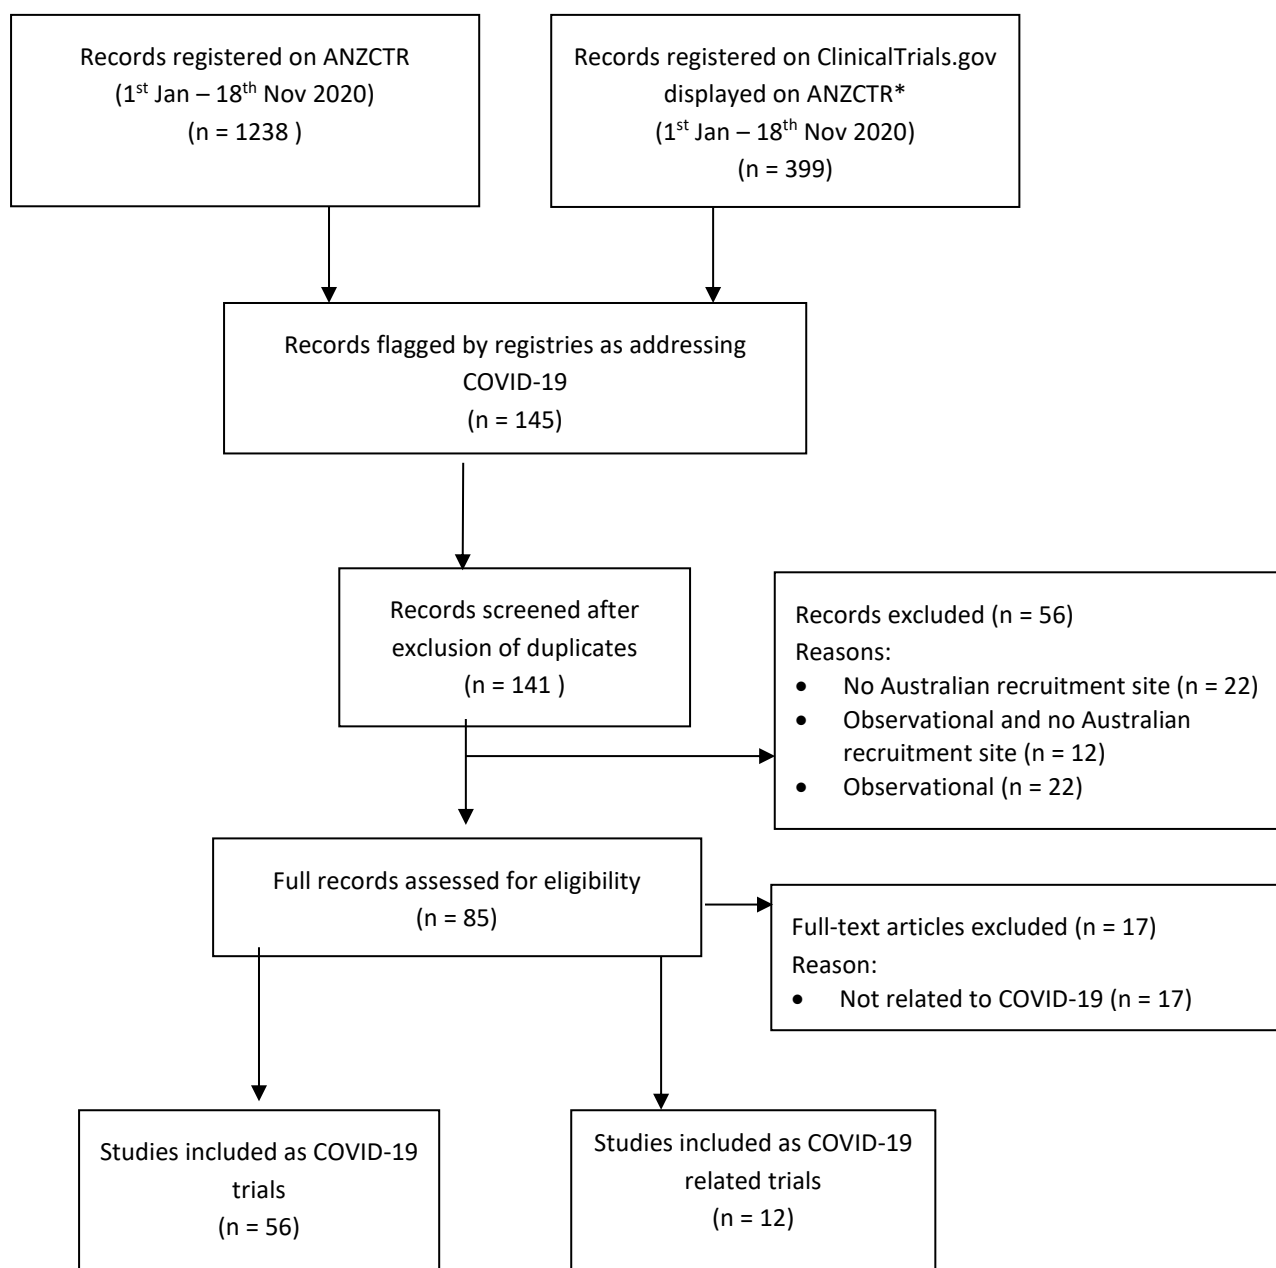 Records registered on ANZCTR
(1st Jan – 18th Nov 2020)
(n = 1238 )
Records registered on ClinicalTrials.gov
displayed on ANZCTR*
(1st Jan – 18th Nov 2020)
(n = 399)
Records flagged by registries as addressing
COVID-19
(n = 145)
Records screened after
exclusion of duplicates
(n = 141 )
Records excluded (n = 56)
Reasons:
• No Australian recruitment site (n = 22)
• Observational and no Australian
recruitment site (n = 12)
• Observational (n = 22)
Full records assessed for eligibility
(n = 85)
Full-text articles excluded (n = 17)
Reason:
• Not related to COVID-19 (n = 17)
Studies included as COVID-19
trials
(n = 56)
Studies included as COVID-19
related trials
(n = 12)